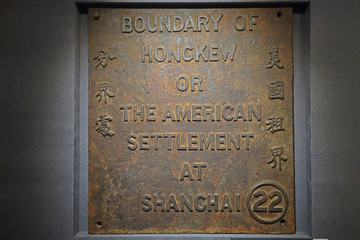 BOUNDARY OF
HONGKEW
OR
THE AMERICAN
SETTLEMENT
AT
SHANGHAI 22
美國租界
分界處